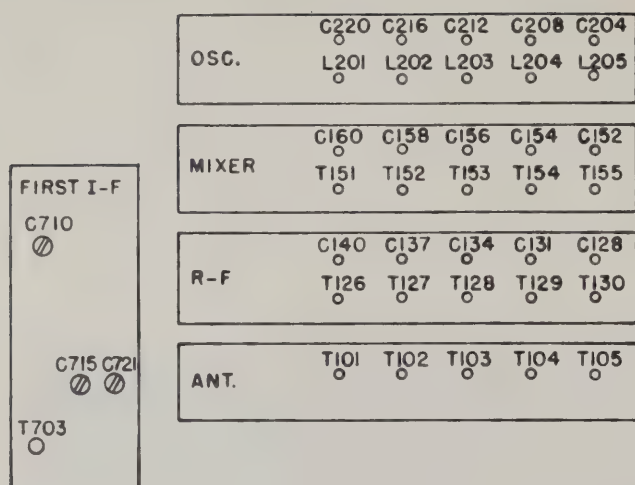 C220 C216 C212 C208 C204
OSC.
L201 L202 L203 L204 L205
C160 C158 C156 C154 C152
MIXER
T151 T152 T153 T154 T155
FIRST I-F
C710
C140 C137 C134 C131 C128
R-F
T126 T127 T128 T129 T130
C715 C721
T101 T102 T103 T104 T105
ANT.
T703